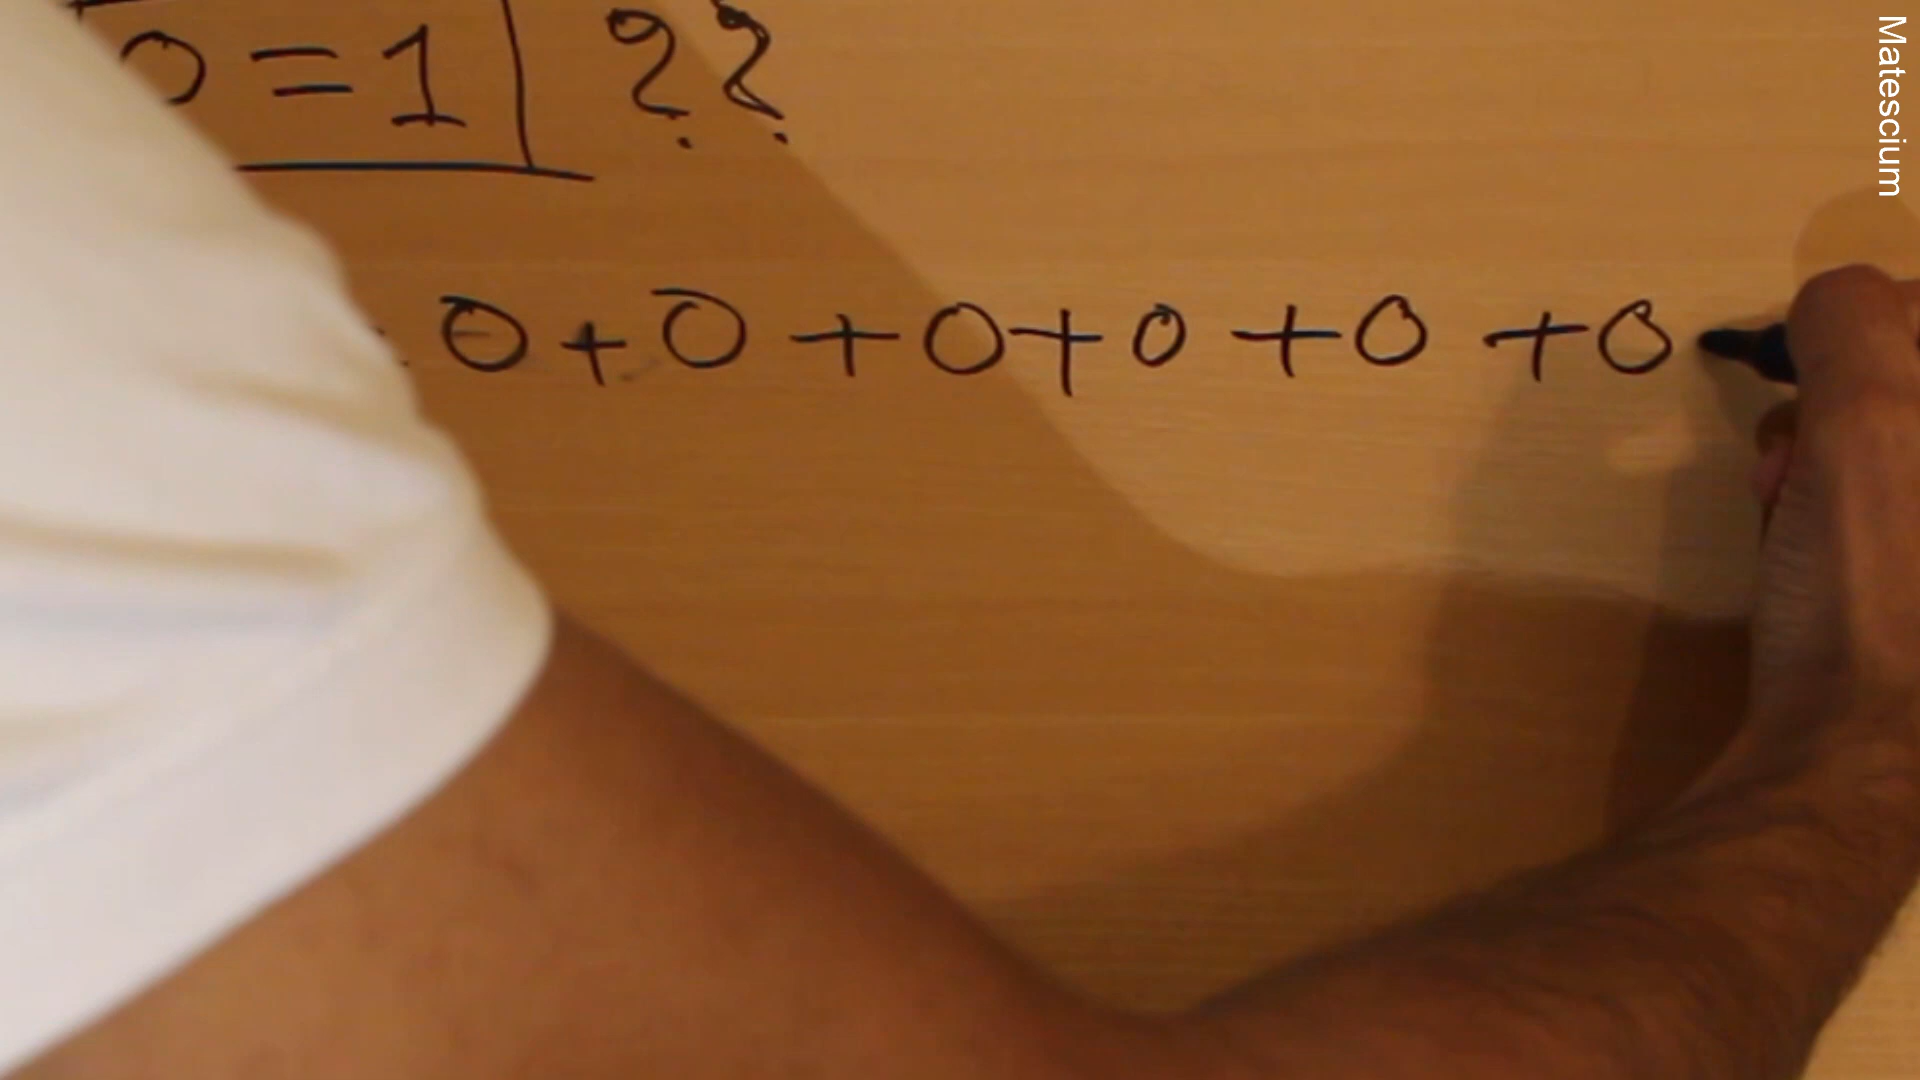 0 = 1 ??
0 + 0 + 0 + 0 + 0 + 0
Matescium